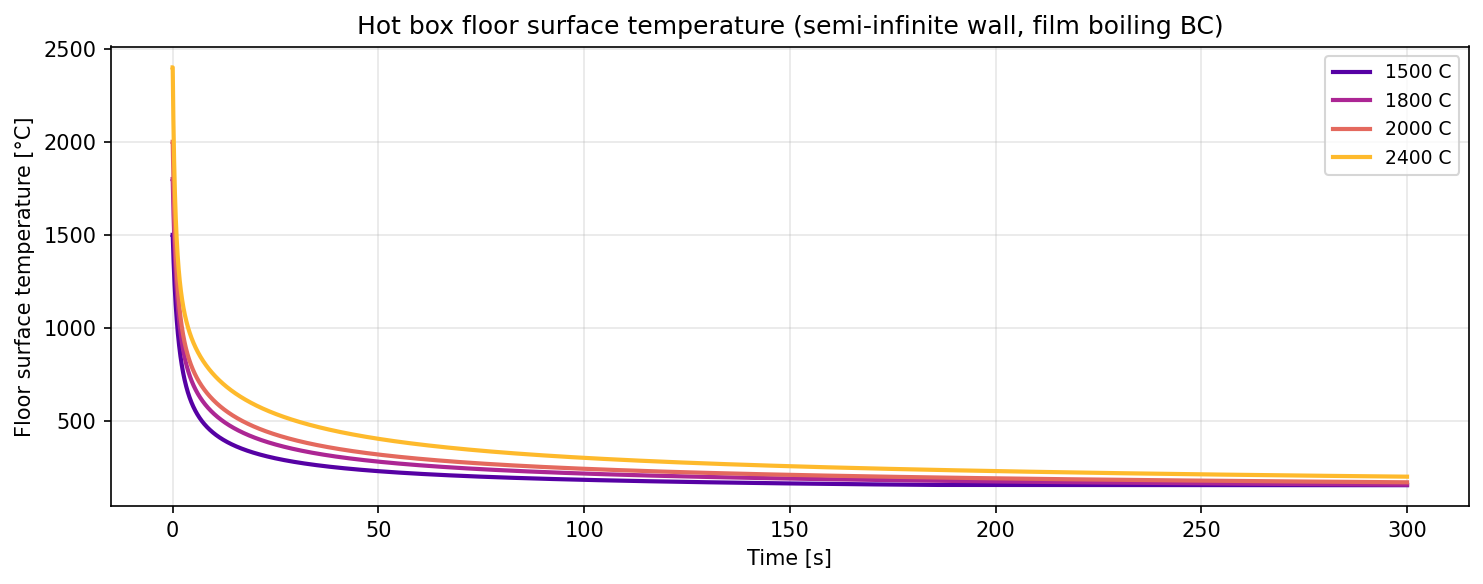 Hot box floor surface temperature (semi-infinite wall, film boiling BC)
Floor surface temperature [°C]
2500
2000
1500
1000
500
1500 C
1800 C
2000 C
2400 C
0
50
100
150
200
250
300
Time [s]